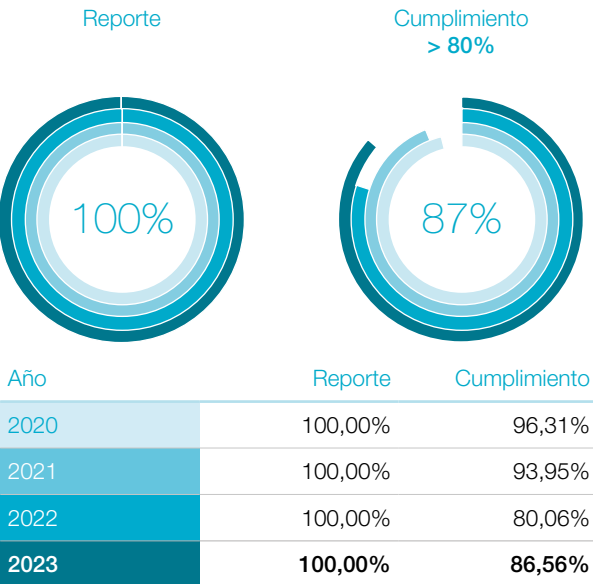 Reporte
Cumplimiento
> 80%
100%
87%
Año Reporte Cumplimiento
2020 100,00% 96,31%
2021 100,00% 93,95%
2022 100,00% 80,06%
2023 100,00% 86,56%